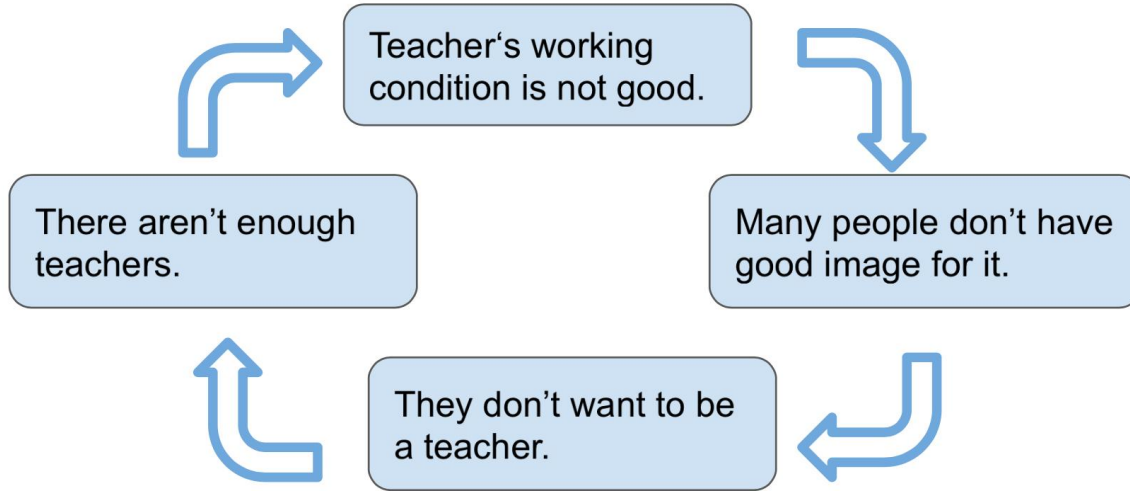 Teacher‘s working
condition is not good.
Many people don’t have
good image for it.
They don’t want to be
a teacher.
There aren’t enough
teachers.